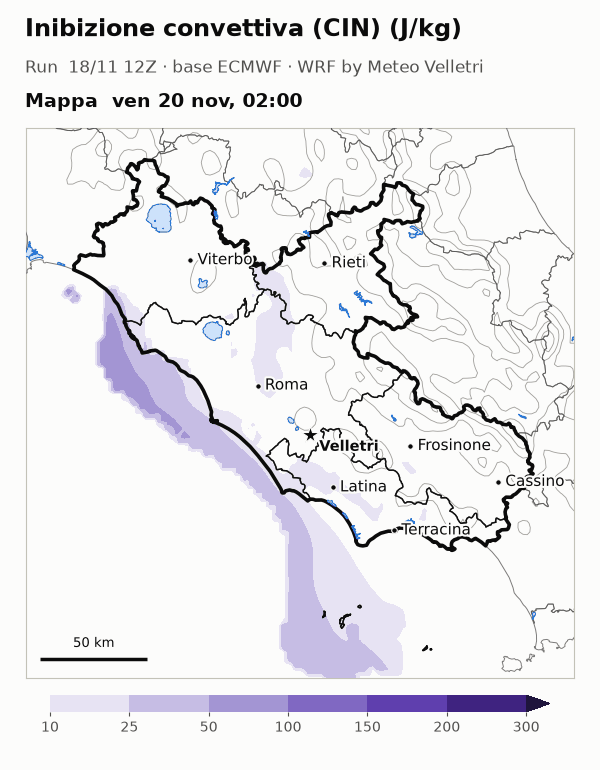 Inibizione convettiva (CIN) (J/kg)
Run  18/11 12Z · base ECMWF · WRF by Meteo Velletri
Mappa  ven 20 nov, 02:00
Viterbo
Rieti
Roma
Velletri
Frosinone
Cassino
Latina
Terracina
50 km
10 25 50 100 150 200 300